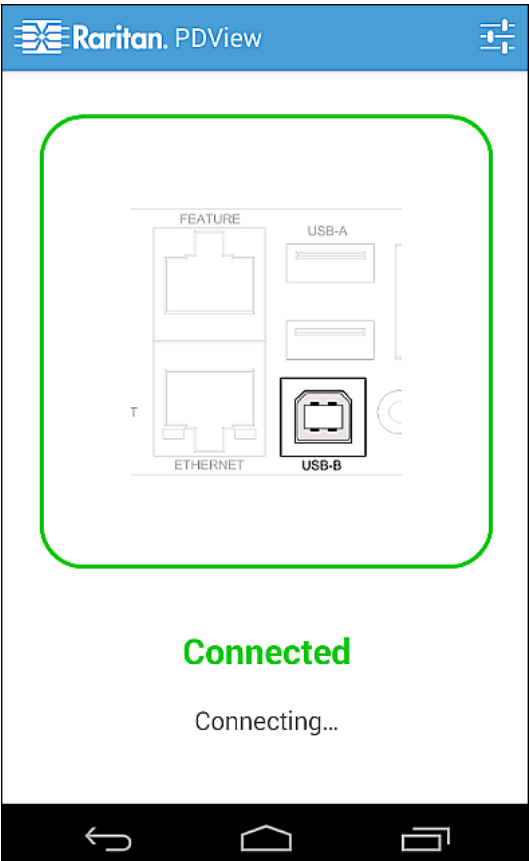 Raritan. PDView
FEATURE
USB-A
T
ETHERNET
USB-B
Connected
Connecting...